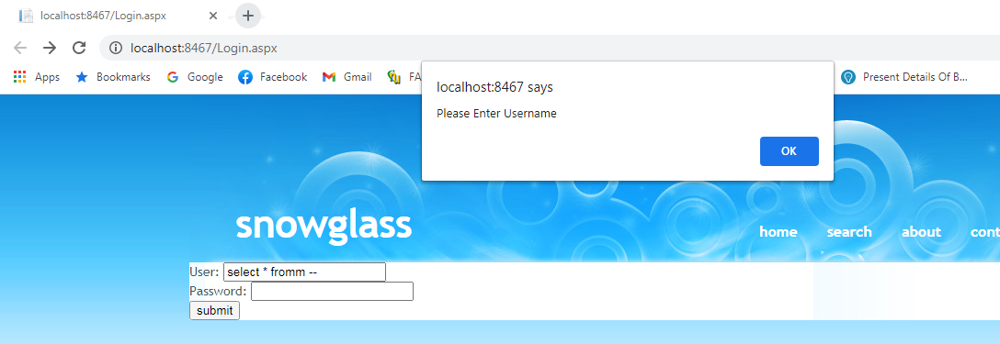 localhost:8467/Login.aspx
localhost:8467/Login.aspx
Apps Bookmarks Google Facebook Gmail FA Present Details Of B...
localhost:8467 says
Please Enter Username
OK
snowglass
home search about cont
User: select * fromm --
Password:
submit